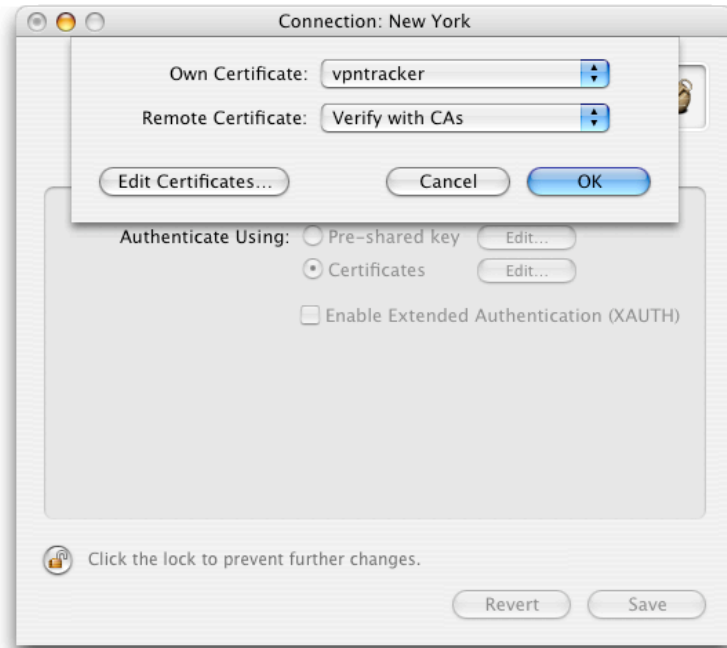 Connection: New York
Own Certificate: vpntracker
Remote Certificate: Verify with CAs
Edit Certificates... Cancel OK
Authenticate Using: Pre-shared key Edit...
Certificates Edit...
Enable Extended Authentication (XAUTH)
Click the lock to prevent further changes.
Revert Save